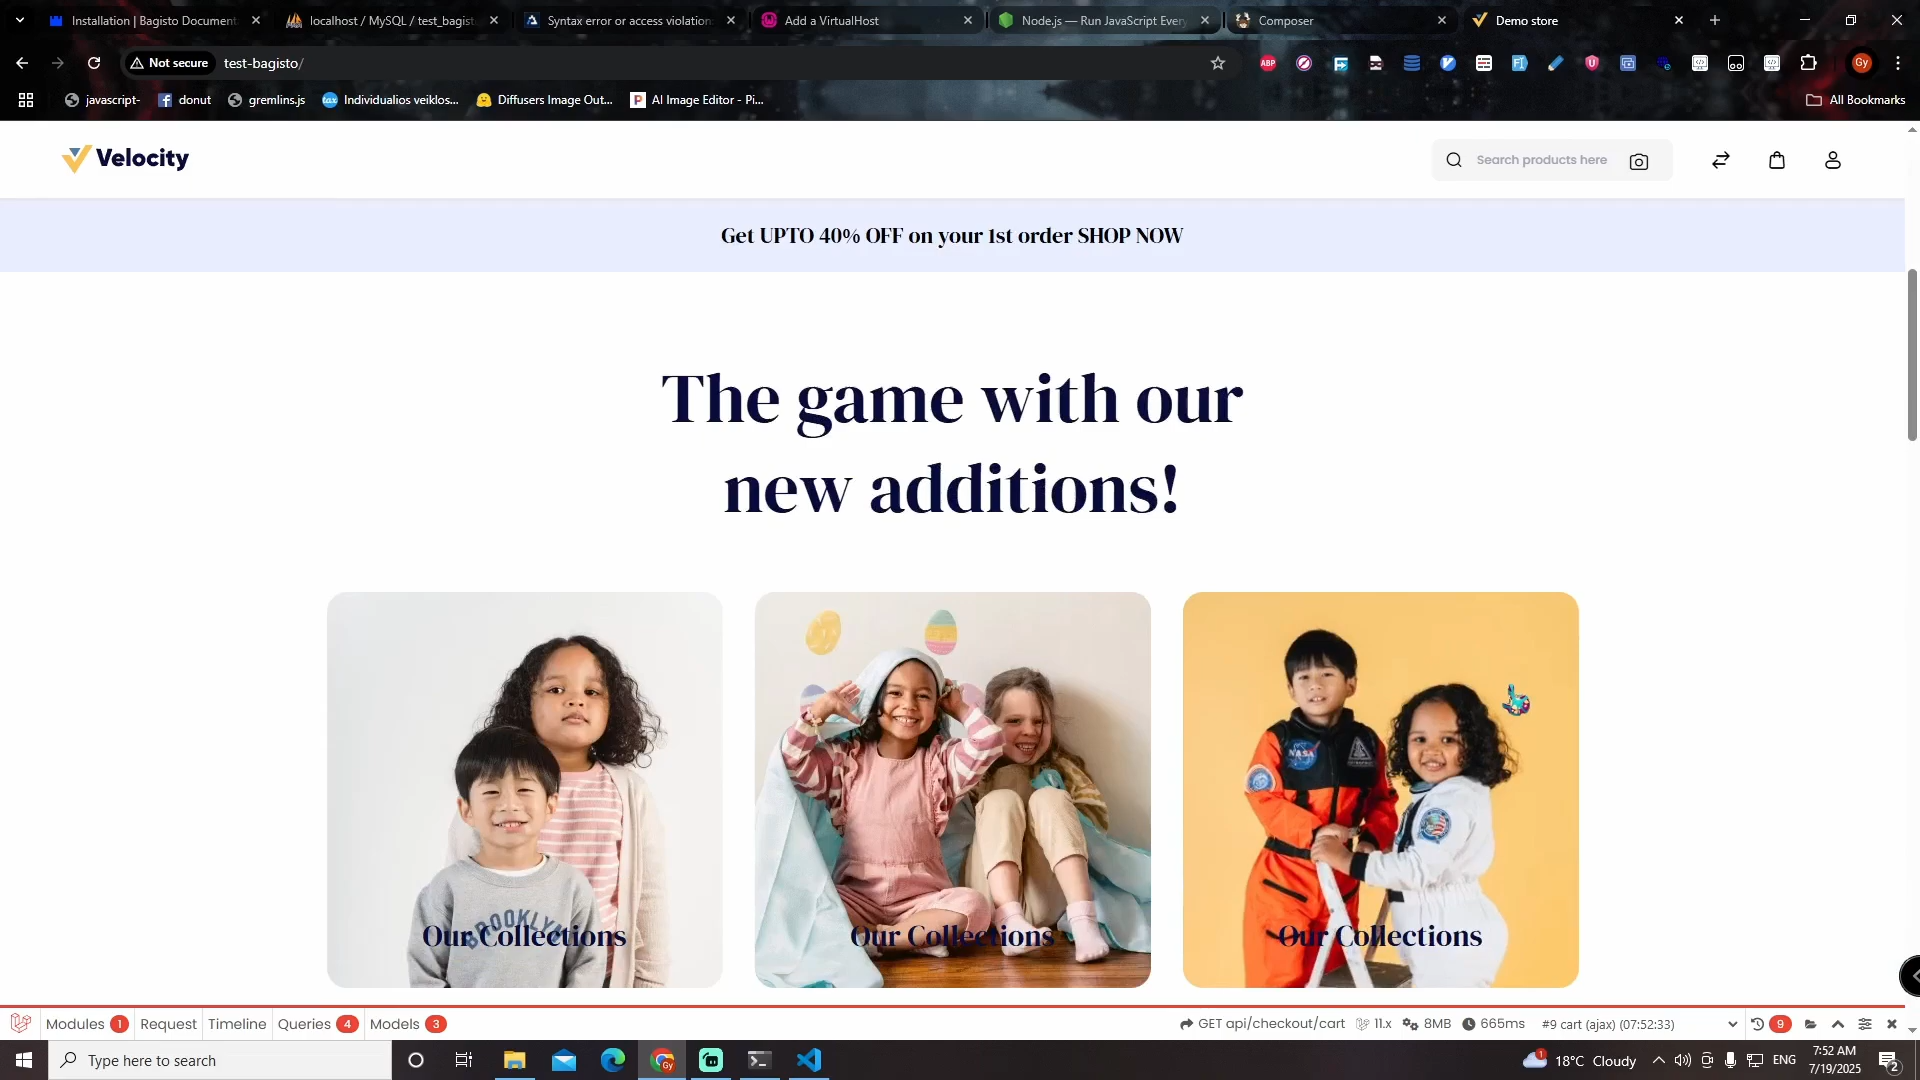 Installation | Bagisto Document
localhost / MySQL / test_bagist
Syntax error or access violation
Add a VirtualHost
Node.js — Run JavaScript Every
Composer
Demo store
Not secure
test-bagisto/
ABP
Gy
javascript-
donut
gremlins.js
Individualios veiklos...
Diffusers Image Out...
AI Image Editor - Pi...
All Bookmarks
Velocity
Search products here
Get UPTO 40% OFF on your 1st order SHOP NOW
The game with our
new additions!
NASA
BROOKLYN
Our Collections
Our Collections
Our Collections
Modules 1
Request
Timeline
Queries 4
Models 3
GET api/checkout/cart
11.x
8MB
665ms
#9 cart (ajax) (07:52:33)
9
Type here to search
18°C Cloudy
ENG
7:52 AM
7/19/2025
2